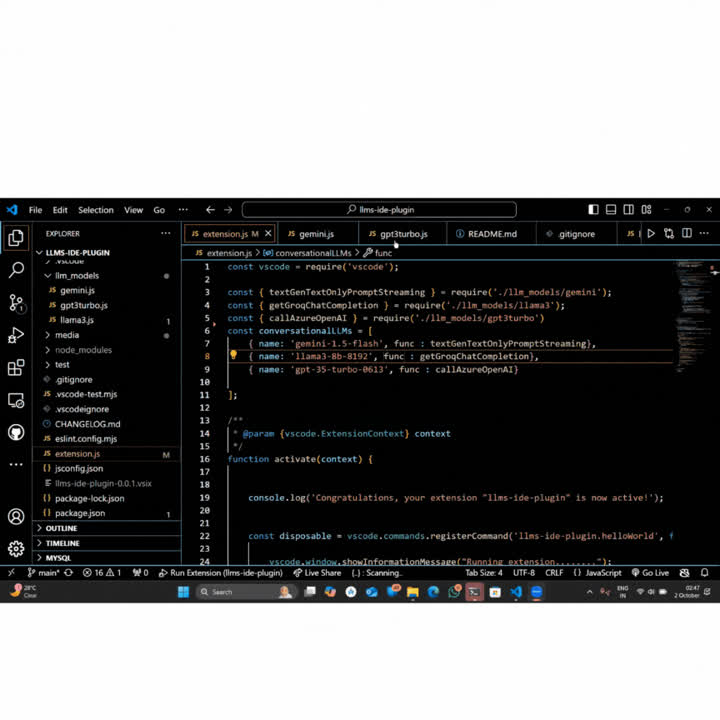 File Edit Selection View Go ··· llms-ide-plugin
EXPLORER ···
extension.js M
gemini.js
gpt3turbo.js
README.md
.gitignore
JS
LLMS-IDE-PLUGIN
.vscode
llm_models
gemini.js
gpt3turbo.js
llama3.js 1
media
node_modules
test
.gitignore
.vscode-test.mjs
.vscodeignore
CHANGELOG.md
eslint.config.mjs
extension.js M
jsconfig.json
llms-ide-plugin-0.0.1.vsix
package-lock.json
package.json 1
OUTLINE
TIMELINE
MYSQL
JS extension.js > conversationalLLMs > func
1 const vscode = require('vscode');
2
3 const { textGenTextOnlyPromptStreaming } = require('./llm_models/gemini');
4 const { getGroqChatCompletion } = require('./llm_models/llama3');
5 const { callAzureOpenAI } = require('./llm_models/gpt3turbo')
6 const conversationalLLMs = [
7 { name: 'gemini-1.5-flash', func : textGenTextOnlyPromptStreaming},
8 { name: 'llama3-8b-8192', func : getGroqChatCompletion},
9 { name: 'gpt-35-turbo-0613', func : callAzureOpenAI}
10
11 ];
12
13 /**
14 * @param {vscode.ExtensionContext} context
15 */
16 function activate(context) {
17
18
19 console.log('Congratulations, your extension "llms-ide-plugin" is now active!');
20
21
22 const disposable = vscode.commands.registerCommand('llms-ide-plugin.helloWorld', f
23
24 vscode.window.showInformationMessage("Running extension........");
main* 16 1 0 Run Extension (llms-ide-plugin) Live Share {..} : Scanning.. Tab Size: 4 UTF-8 CRLF {} JavaScript Go Live
28°C
Clear
Search
ENG
IN
02:47
2 October